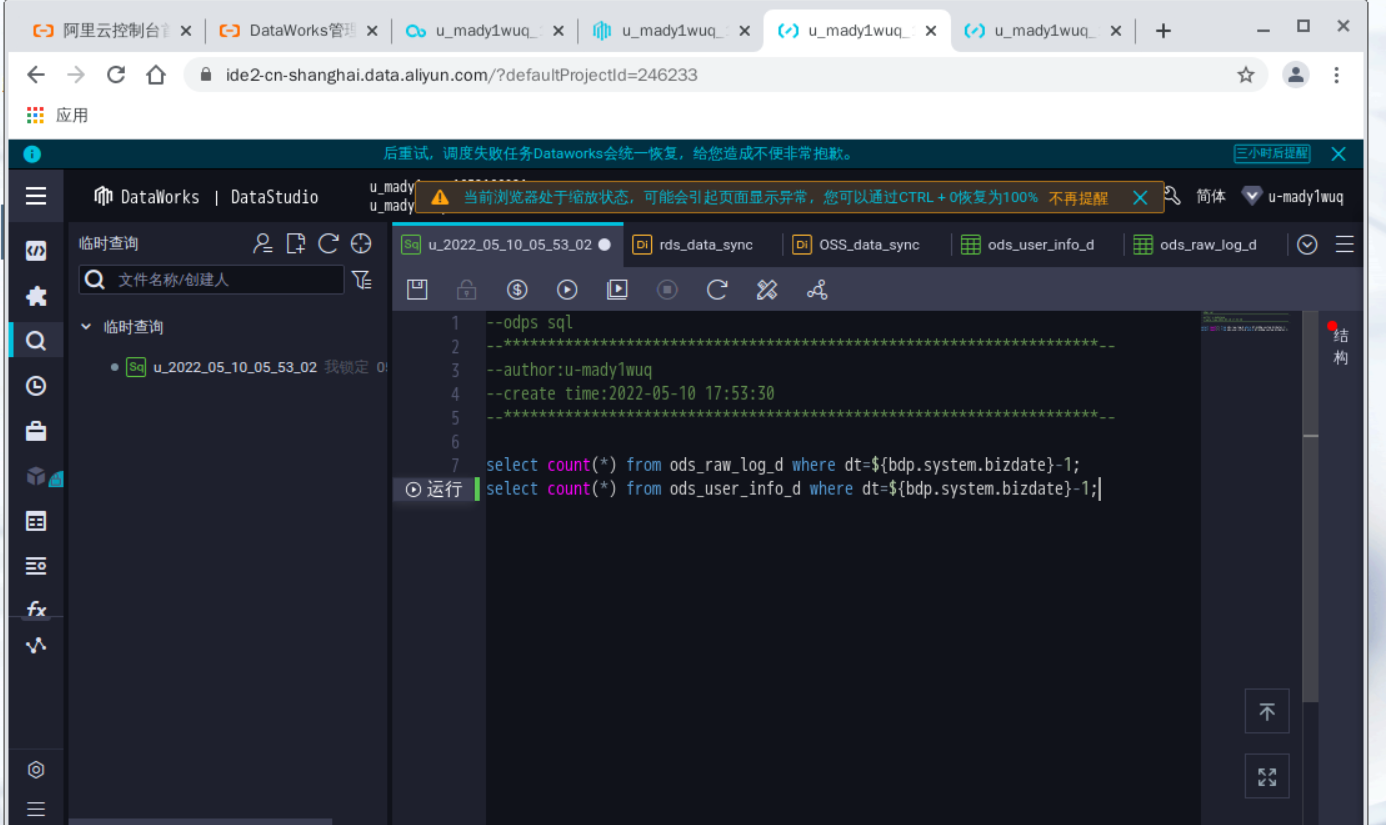 阿里云控制台首
DataWorks管理
u_mady1wuq_
u_mady1wuq_
u_mady1wuq_
u_mady1wuq_
ide2-cn-shanghai.data.aliyun.com/?defaultProjectId=246233
应用
后重试，调度失败任务Dataworks会统一恢复，给您造成不便非常抱歉。
三小时后提醒
DataWorks | DataStudio
u_mady
u_mady
当前浏览器处于缩放状态，可能会引起页面显示异常，您可以通过CTRL + 0恢复为100% 不再提醒
简体
u-mady1wuq
临时查询
Sq u_2022_05_10_05_53_02
Di rds_data_sync
Di OSS_data_sync
ods_user_info_d
ods_raw_log_d
文件名称/创建人
临时查询
Sq u_2022_05_10_05_53_02 我锁定
1 --odps sql
2 --********************************************************************--
3 --author:u-mady1wuq
4 --create time:2022-05-10 17:53:30
5 --********************************************************************--
6
7 select count(*) from ods_raw_log_d where dt=${bdp.system.bizdate}-1;
运行 select count(*) from ods_user_info_d where dt=${bdp.system.bizdate}-1;
结构
fx